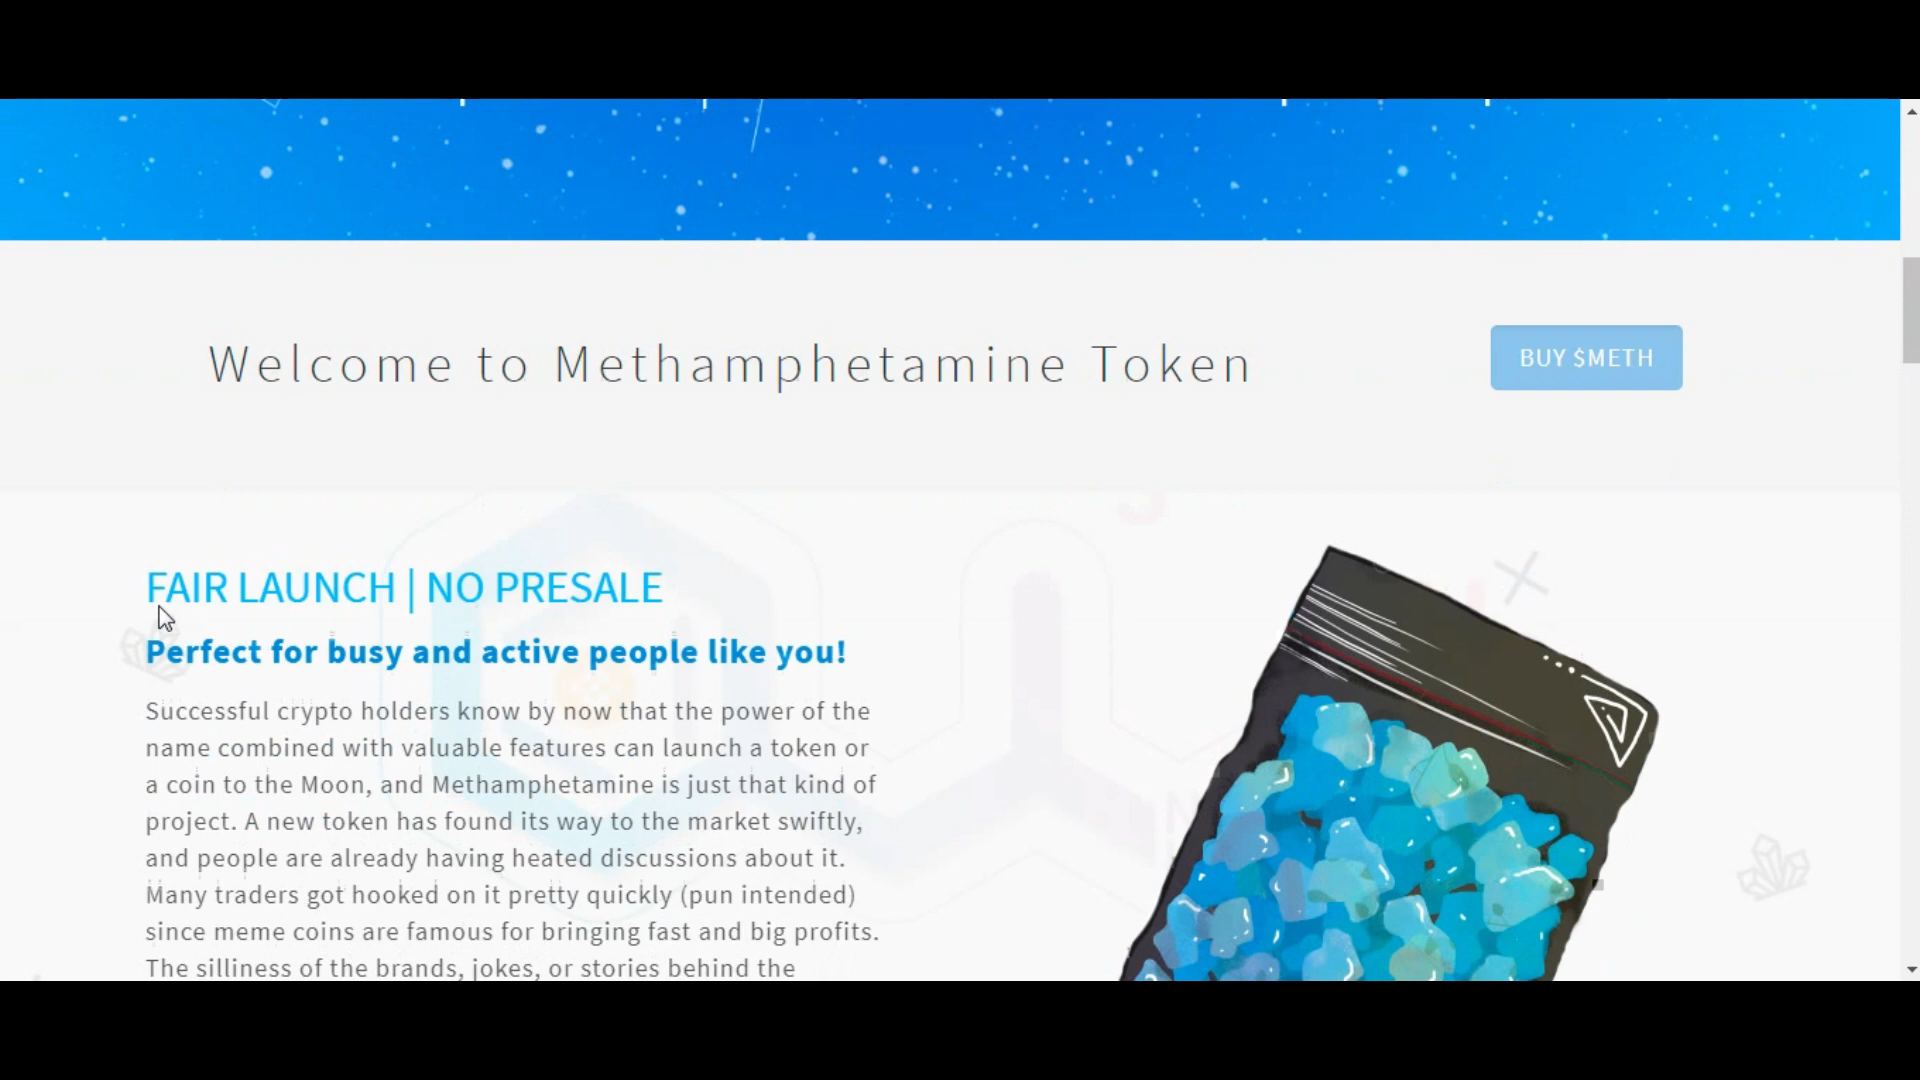 Welcome to Methamphetamine Token
BUY $METH
FAIR LAUNCH | NO PRESALE
Perfect for busy and active people like you!
Successful crypto holders know by now that the power of the
name combined with valuable features can launch a token or
a coin to the Moon, and Methamphetamine is just that kind of
project. A new token has found its way to the market swiftly,
and people are already having heated discussions about it.
Many traders got hooked on it pretty quickly (pun intended)
since meme coins are famous for bringing fast and big profits.
The silliness of the brands, jokes, or stories behind the